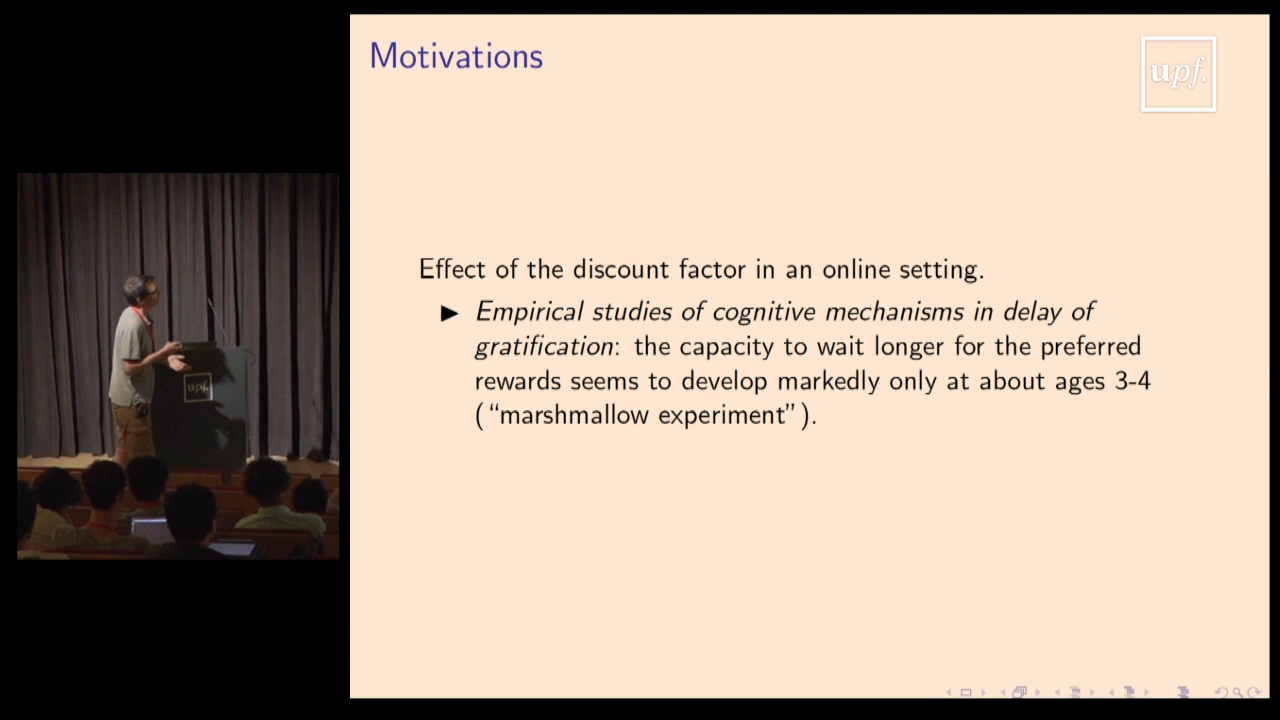 Motivations
upf.
Effect of the discount factor in an online setting.
Empirical studies of cognitive mechanisms in delay of
gratification: the capacity to wait longer for the preferred
rewards seems to develop markedly only at about ages 3-4
(“marshmallow experiment”).
upf.